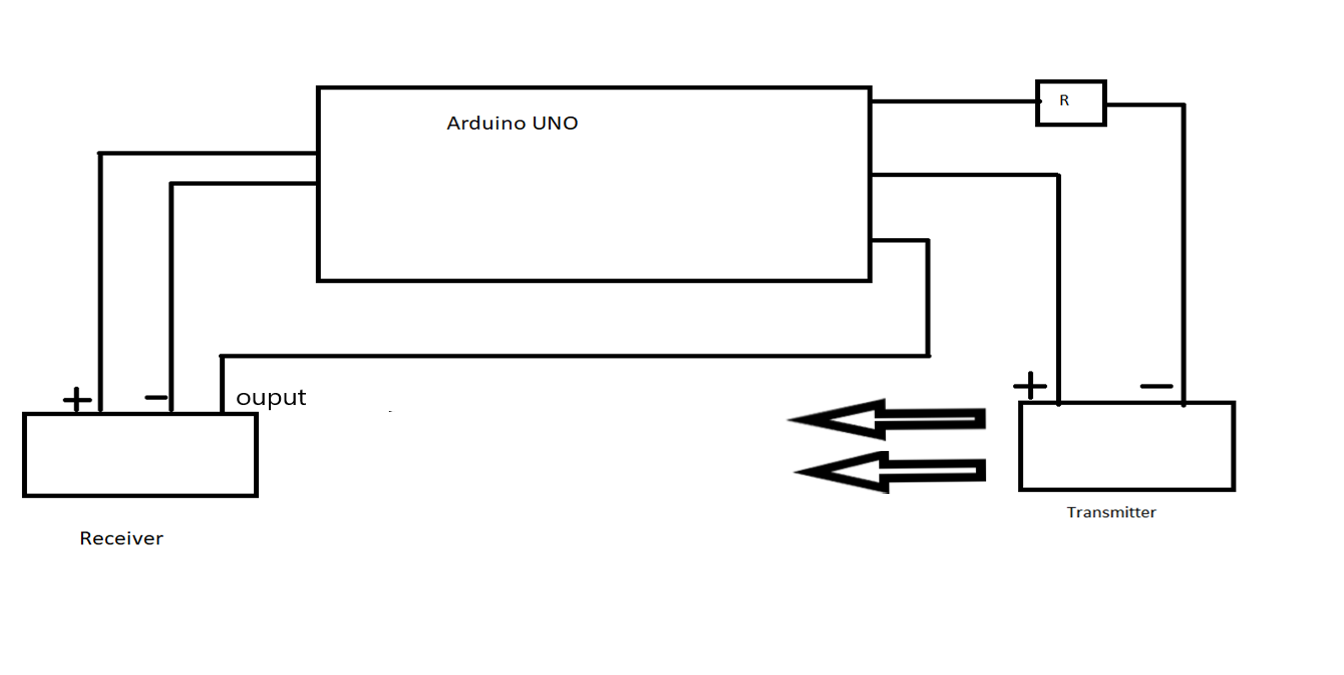 Arduino UNO
R
+
−
ouput
+
−
Receiver
Transmitter